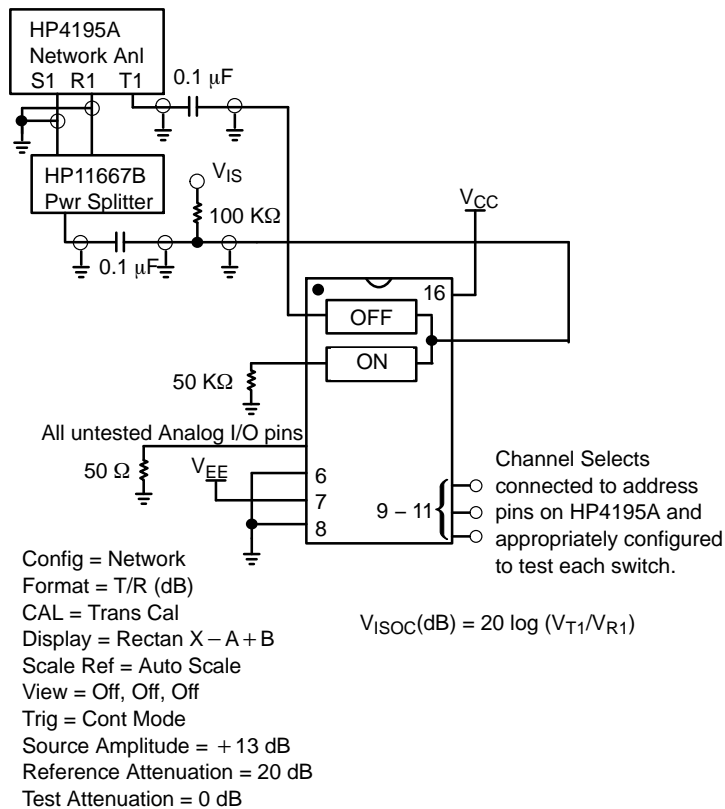 HP4195A
Network Anl
S1 R1 T1
0.1 μF
HP11667B
Pwr Splitter
VIS
100 KΩ
VCC
0.1 μF
16
OFF
ON
50 KΩ
All untested Analog I/O pins
50 Ω
VEE
6
7
8
9 – 11
Channel Selects
connected to address
pins on HP4195A and
appropriately configured
to test each switch.
Config = Network
Format = T/R (dB)
CAL = Trans Cal
Display = Rectan X – A + B
Scale Ref = Auto Scale
View = Off, Off, Off
Trig = Cont Mode
Source Amplitude = +13 dB
Reference Attenuation = 20 dB
Test Attenuation = 0 dB
VISOC(dB) = 20 log (VT1/VR1)